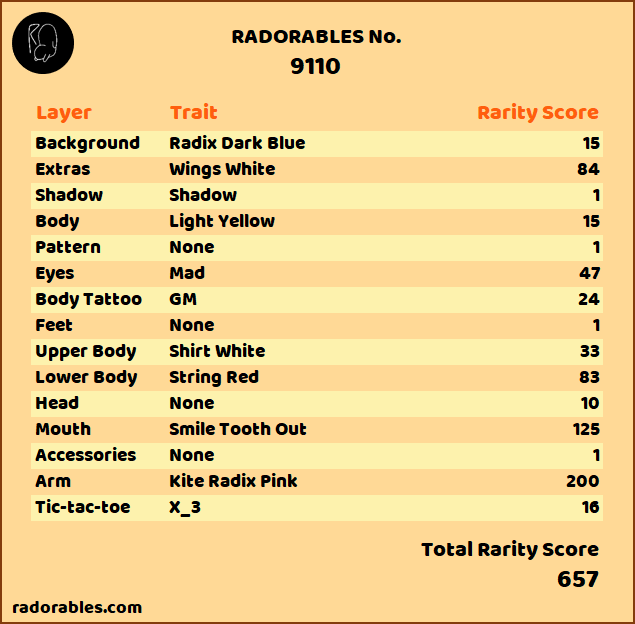 RADORABLES No.
9110
Layer Trait Rarity Score
Background Radix Dark Blue 15
Extras Wings White 84
Shadow Shadow 1
Body Light Yellow 15
Pattern None 1
Eyes Mad 47
Body Tattoo GM 24
Feet None 1
Upper Body Shirt White 33
Lower Body String Red 83
Head None 10
Mouth Smile Tooth Out 125
Accessories None 1
Arm Kite Radix Pink 200
Tic-tac-toe X_3 16
Total Rarity Score
657
radorables.com